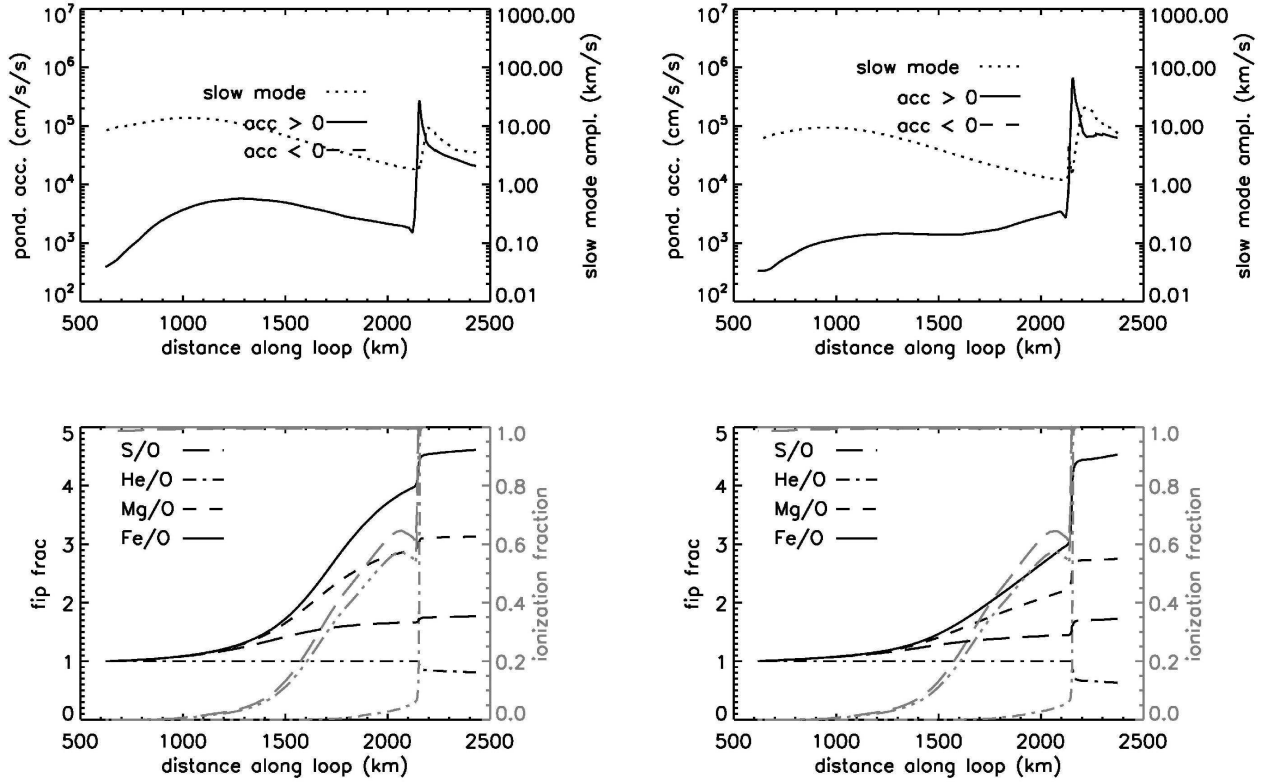 10^7
10^6
10^5
10^4
10^3
10^2
pond. acc. (cm/s/s)
slow mode
acc > 0
acc < 0
1000.00
100.00
10.00
1.00
0.10
0.01
slow mode ampl. (km/s)
500 1000 1500 2000 2500
distance along loop (km)
10^7
10^6
10^5
10^4
10^3
10^2
pond. acc. (cm/s/s)
slow mode
acc > 0
acc < 0
1000.00
100.00
10.00
1.00
0.10
0.01
slow mode ampl. (km/s)
500 1000 1500 2000 2500
distance along loop (km)
5
4
3
2
1
0
fip frac
S/O
He/O
Mg/O
Fe/O
1.0
0.8
0.6
0.4
0.2
0.0
ionization fraction
500 1000 1500 2000 2500
distance along loop (km)
5
4
3
2
1
0
fip frac
S/O
He/O
Mg/O
Fe/O
1.0
0.8
0.6
0.4
0.2
0.0
ionization fraction
500 1000 1500 2000 2500
distance along loop (km)